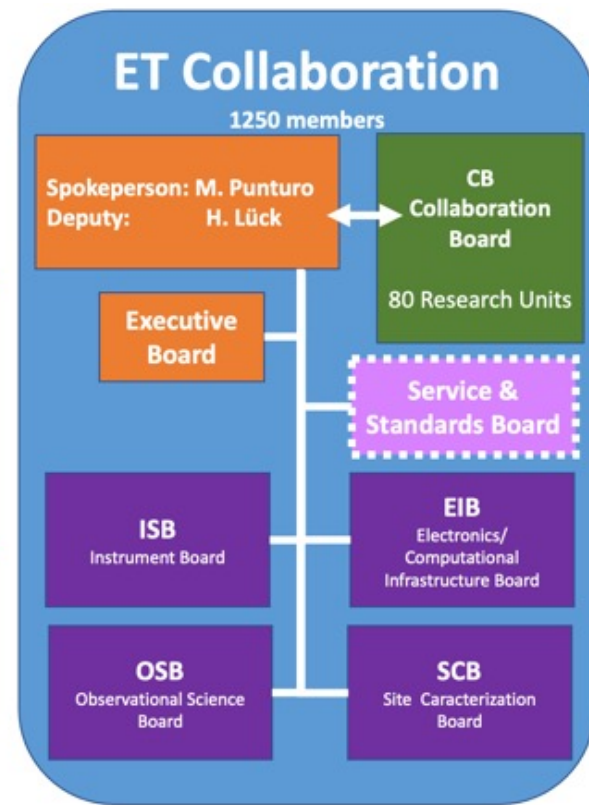 ET Collaboration
1250 members
Spokeperson: M. Punturo
Deputy: H. Lück
CB
Collaboration
Board
80 Research Units
Executive
Board
Service &
Standards Board
ISB
Instrument Board
EIB
Electronics/
Computational
Infrastructure Board
OSB
Observational Science
Board
SCB
Site Caracterization
Board